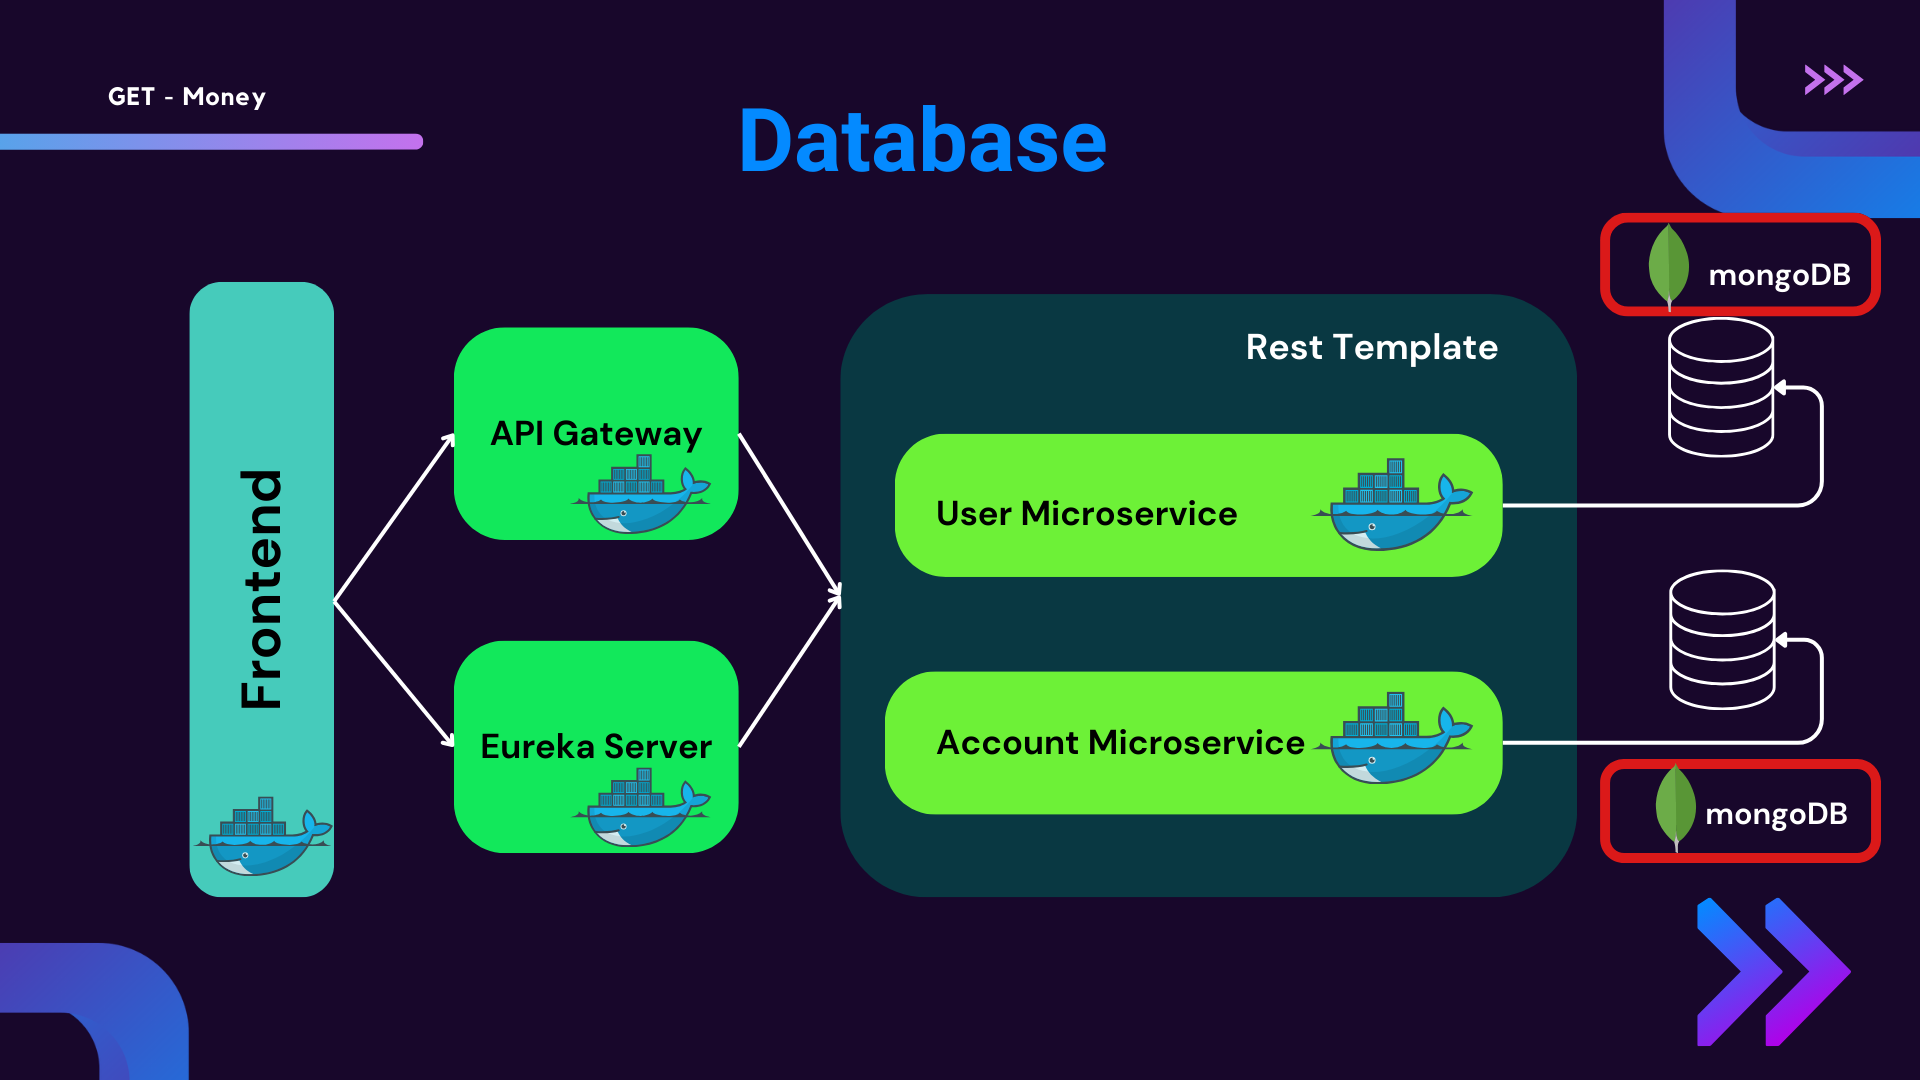 GET - Money
Database
mongoDB
Rest Template
Frontend
API Gateway
User Microservice
Eureka Server
Account Microservice
mongoDB